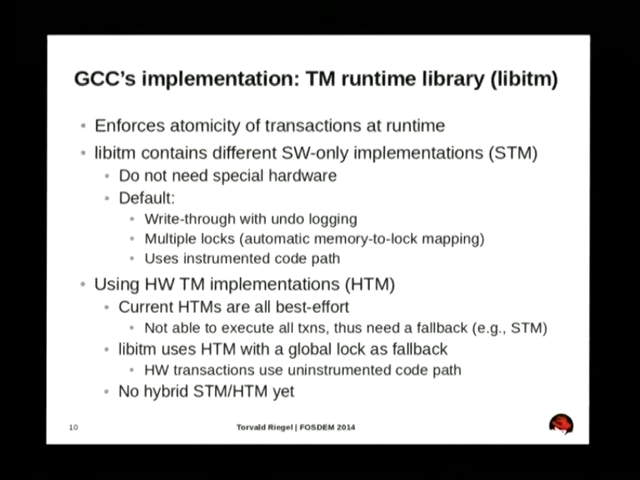 GCC's implementation: TM runtime library (libitm)
• Enforces atomicity of transactions at runtime
• libitm contains different SW-only implementations (STM)
• Do not need special hardware
• Default:
• Write-through with undo logging
• Multiple locks (automatic memory-to-lock mapping)
• Uses instrumented code path
• Using HW TM implementations (HTM)
• Current HTMs are all best-effort
• Not able to execute all txns, thus need a fallback (e.g., STM)
• libitm uses HTM with a global lock as fallback
• HW transactions use uninstrumented code path
• No hybrid STM/HTM yet
10
Torvald Riegel | FOSDEM 2014